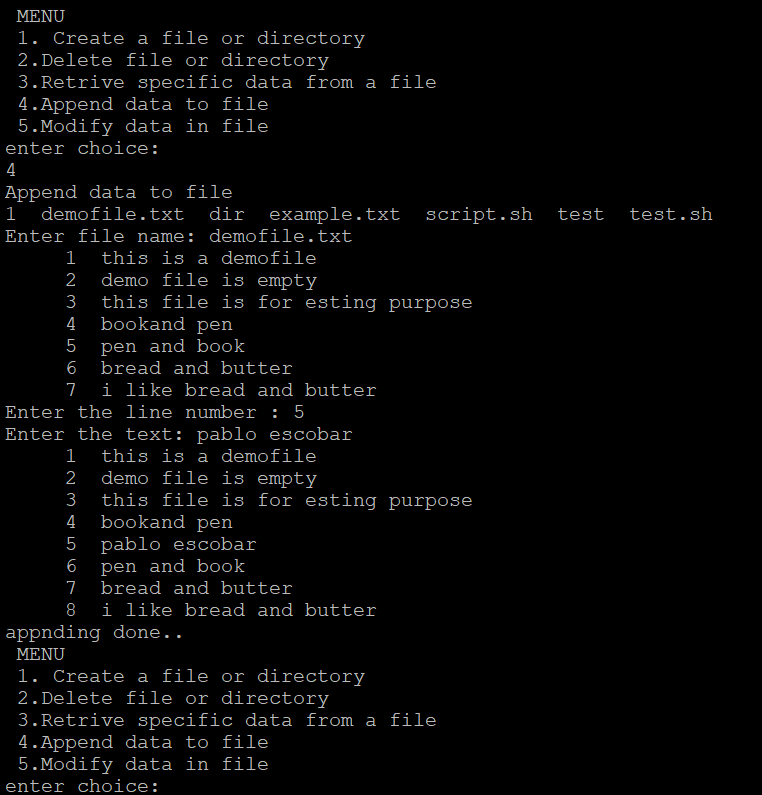 MENU
1. Create a file or directory
2.Delete file or directory
3.Retrive specific data from a file
4.Append data to file
5.Modify data in file
enter choice:
4
Append data to file
1  demofile.txt  dir  example.txt  script.sh  test  test.sh
Enter file name: demofile.txt
1  this is a demofile
2  demo file is empty
3  this file is for esting purpose
4  bookand pen
5  pen and book
6  bread and butter
7  i like bread and butter
Enter the line number : 5
Enter the text: pablo escobar
1  this is a demofile
2  demo file is empty
3  this file is for esting purpose
4  bookand pen
5  pablo escobar
6  pen and book
7  bread and butter
8  i like bread and butter
appnding done..
MENU
1. Create a file or directory
2.Delete file or directory
3.Retrive specific data from a file
4.Append data to file
5.Modify data in file
enter choice: